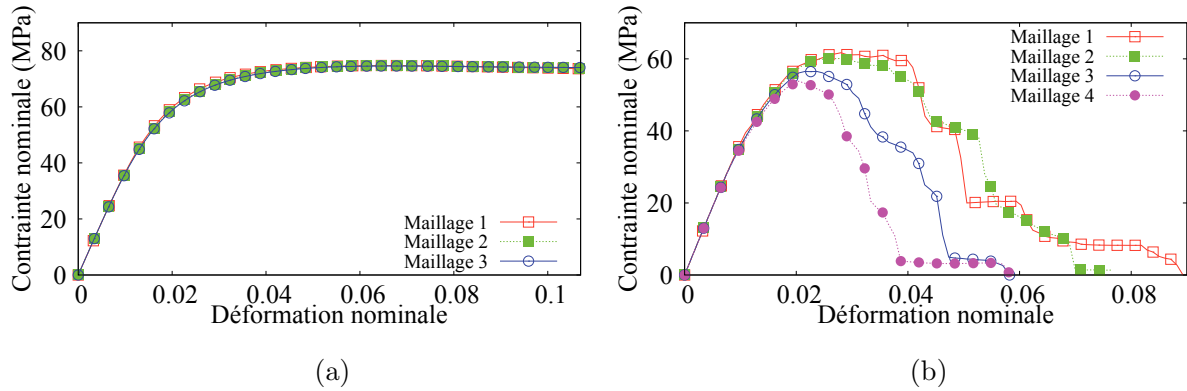 Contrainte nominale (MPa)
80
60
40
20
0
Maillage 1
Maillage 2
Maillage 3
0
0.02
0.04
0.06
0.08
0.1
Déformation nominale
(a)
Contrainte nominale (MPa)
60
40
20
0
Maillage 1
Maillage 2
Maillage 3
Maillage 4
0
0.02
0.04
0.06
0.08
Déformation nominale
(b)